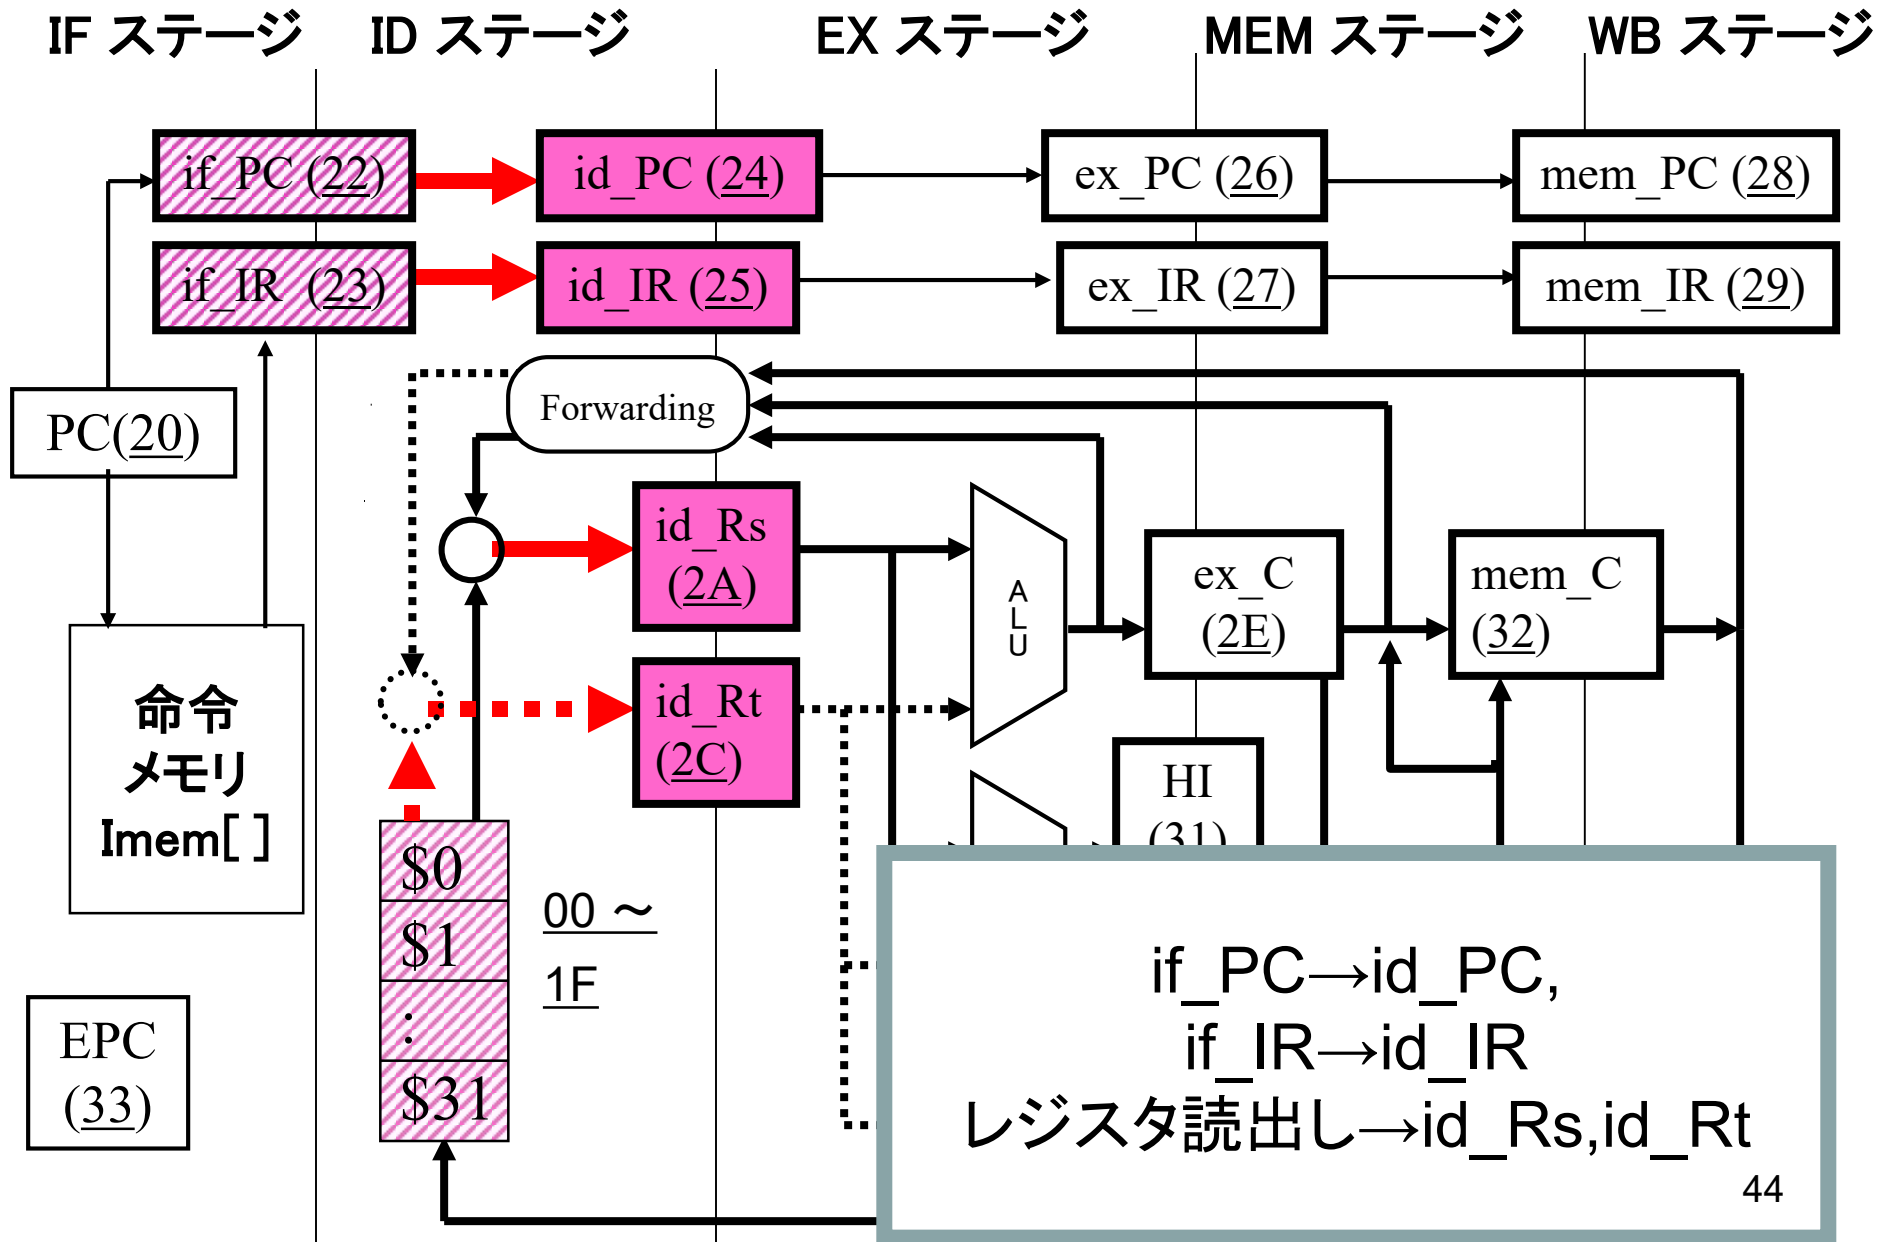 IF ステージ
ID ステージ
EX ステージ
MEM ステージ
WB ステージ
if_PC (22)
id_PC (24)
ex_PC (26)
mem_PC (28)
if_IR (23)
id_IR (25)
ex_IR (27)
mem_IR (29)
PC(20)
Forwarding
id_Rs
(2A)
A
L
U
ex_C
(2E)
mem_C
(32)
命令
メモリ
Imem[ ]
id_Rt
(2C)
HI
(31)
$0
$1
:
$31
00 ～
1F
EPC
(33)
if_PC→id_PC,
if_IR→id_IR
レジスタ読出し→id_Rs,id_Rt
44